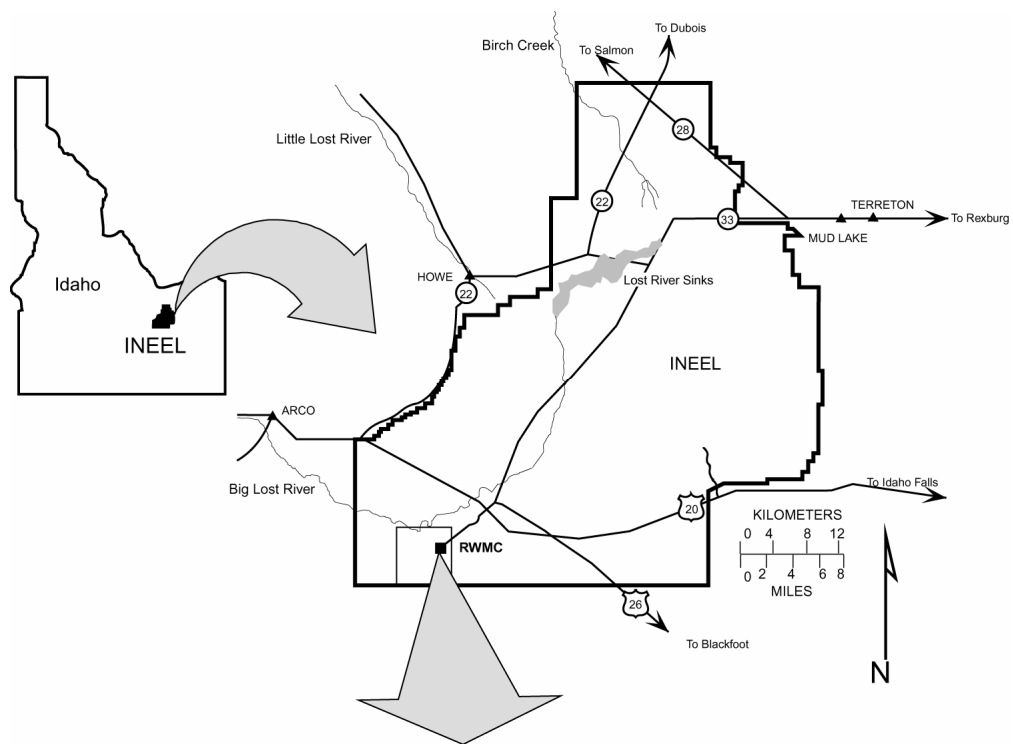 To Dubois
Birch Creek
To Salmon
28
Little Lost River
22
TERRETON
33
To Rexburg
MUD LAKE
HOWE
Lost River Sinks
22
Idaho
INEEL
INEEL
ARCO
Big Lost River
To Idaho Falls
20
KILOMETERS
0 4 8 12
0 2 4 6 8
MILES
RWMC
26
To Blackfoot
N